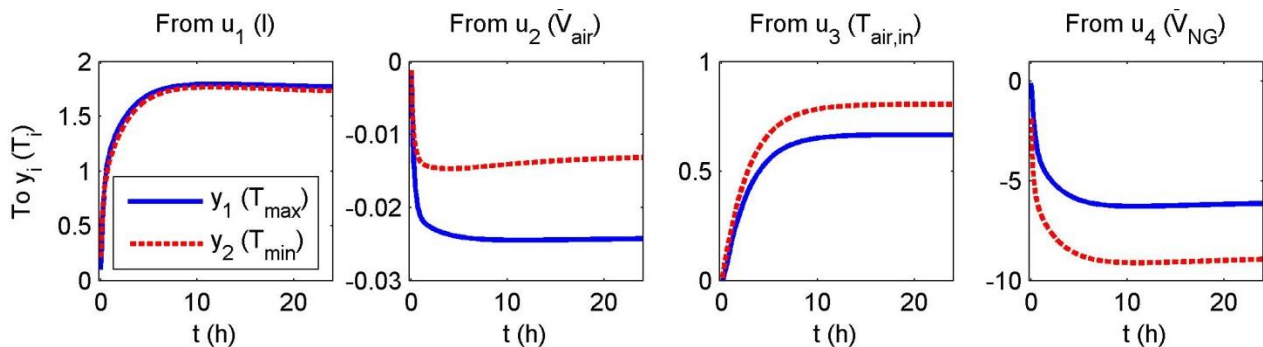 From u1 (I)
From u2 (V̄air)
From u3 (Tair,in)
From u4 (V̄NG)
To yi (Ti)
2
1.5
1
0.5
0
y1 (Tmax)
y2 (Tmin)
0 10 20
t (h)
0
-0.01
-0.02
-0.03
0 10 20
t (h)
1
0.5
0
0 10 20
t (h)
0
-5
-10
0 10 20
t (h)